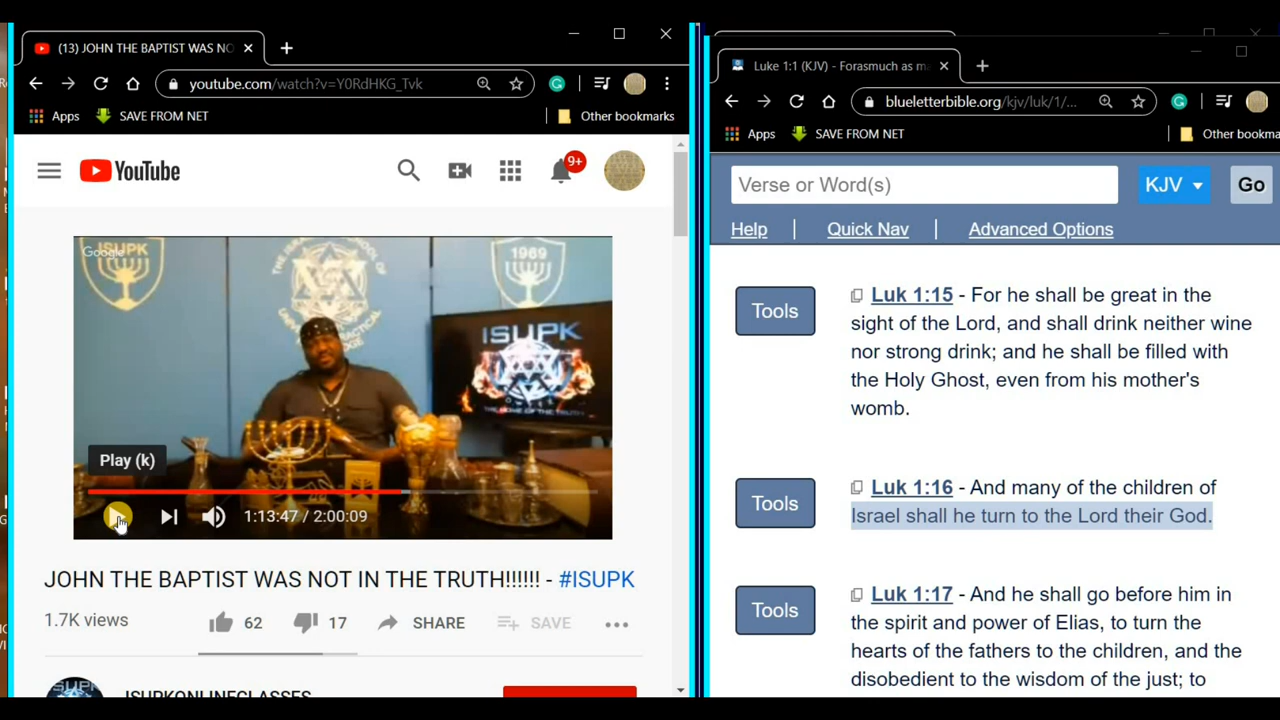 (13) JOHN THE BAPTIST WAS NO
youtube.com/watch?v=Y0RdHKG_Tvk
Apps
SAVE FROM NET
Other bookmarks
YouTube
9+
Google
ISUPK
1969
ISUPK
THE HOME OF THE TRUTH
Play (k)
1:13:47 / 2:00:09
JOHN THE BAPTIST WAS NOT IN THE TRUTH!!!!!! - #ISUPK
1.7K views
62
17
SHARE
SAVE
ISUPKONLINECLASSES
Luke 1:1 (KJV) - Forasmuch as m
blueletterbible.org/kjv/luk/1/...
Apps
SAVE FROM NET
Other bookma
Verse or Word(s)
KJV
Go
Help
Quick Nav
Advanced Options
Tools
Luk 1:15 - For he shall be great in the
sight of the Lord, and shall drink neither wine
nor strong drink; and he shall be filled with
the Holy Ghost, even from his mother's
womb.
Tools
Luk 1:16 - And many of the children of
Israel shall he turn to the Lord their God.
Tools
Luk 1:17 - And he shall go before him in
the spirit and power of Elias, to turn the
hearts of the fathers to the children, and the
disobedient to the wisdom of the just; to